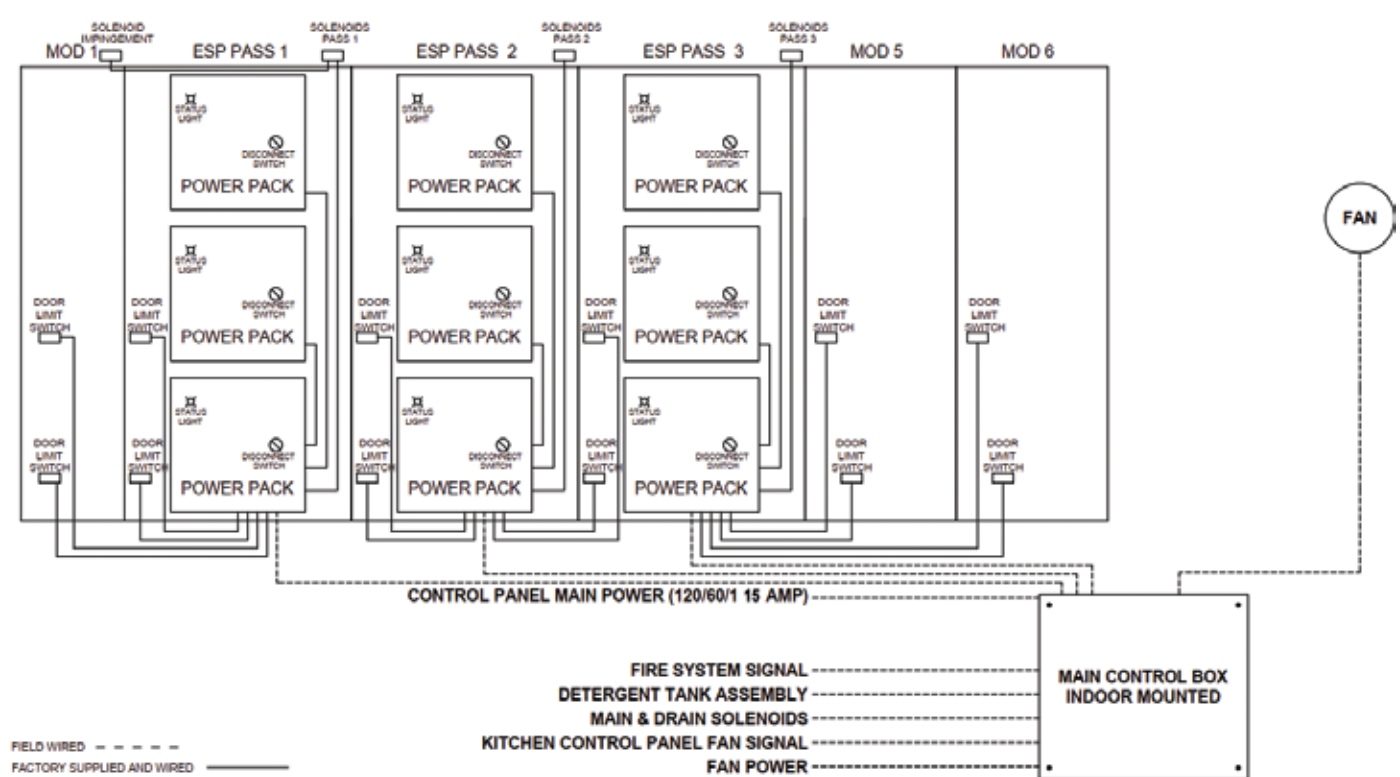 SOLENOID
IMPINGEMENT
SOLENOIDS
PASS 1
SOLENOIDS
PASS 2
SOLENOIDS
PASS 3
MOD 1
ESP PASS 1
ESP PASS 2
ESP PASS 3
MOD 5
MOD 6
STATUS
LIGHT
DISCONNECT
SWITCH
POWER PACK
STATUS
LIGHT
DISCONNECT
SWITCH
POWER PACK
STATUS
LIGHT
DISCONNECT
SWITCH
POWER PACK
FAN
STATUS
LIGHT
DISCONNECT
SWITCH
POWER PACK
STATUS
LIGHT
DISCONNECT
SWITCH
POWER PACK
STATUS
LIGHT
DISCONNECT
SWITCH
POWER PACK
DOOR
LIMIT
SWITCH
DOOR
LIMIT
SWITCH
DOOR
LIMIT
SWITCH
DOOR
LIMIT
SWITCH
DOOR
LIMIT
SWITCH
DOOR
LIMIT
SWITCH
STATUS
LIGHT
DISCONNECT
SWITCH
POWER PACK
STATUS
LIGHT
DISCONNECT
SWITCH
POWER PACK
STATUS
LIGHT
DISCONNECT
SWITCH
POWER PACK
DOOR
LIMIT
SWITCH
DOOR
LIMIT
SWITCH
DOOR
LIMIT
SWITCH
DOOR
LIMIT
SWITCH
DOOR
LIMIT
SWITCH
DOOR
LIMIT
SWITCH
CONTROL PANEL MAIN POWER (120/60/1 15 AMP)
FIRE SYSTEM SIGNAL
DETERGENT TANK ASSEMBLY
MAIN & DRAIN SOLENOIDS
KITCHEN CONTROL PANEL FAN SIGNAL
FAN POWER
MAIN CONTROL BOX
INDOOR MOUNTED
FIELD WIRED
FACTORY SUPPLIED AND WIRED